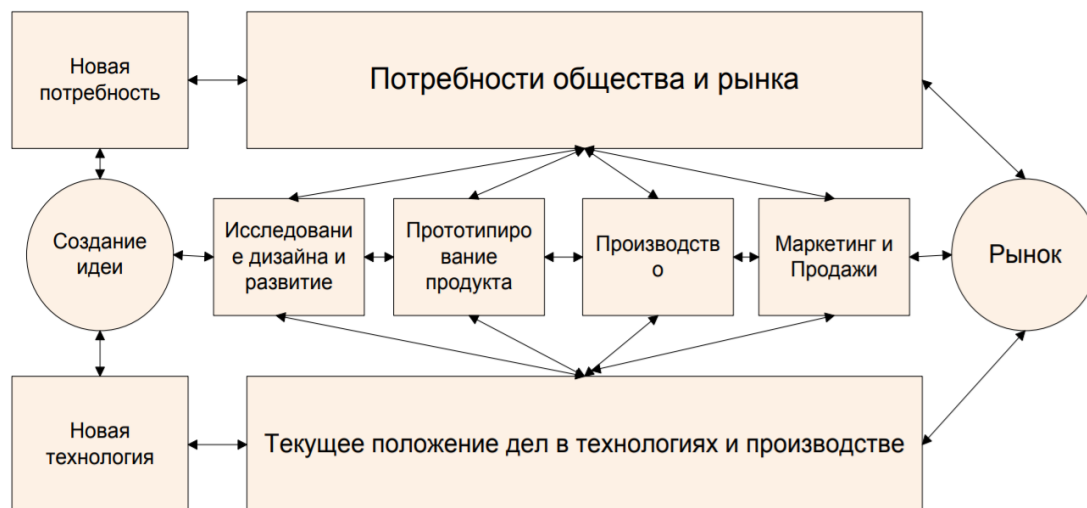 Новая
потребность
Потребности общества и рынка
Создание
идеи
Исследовани
е дизайна и
развитие
Прототипиро
вание
продукта
Производств
о
Маркетинг и
Продажи
Рынок
Новая
технология
Текущее положение дел в технологиях и производстве